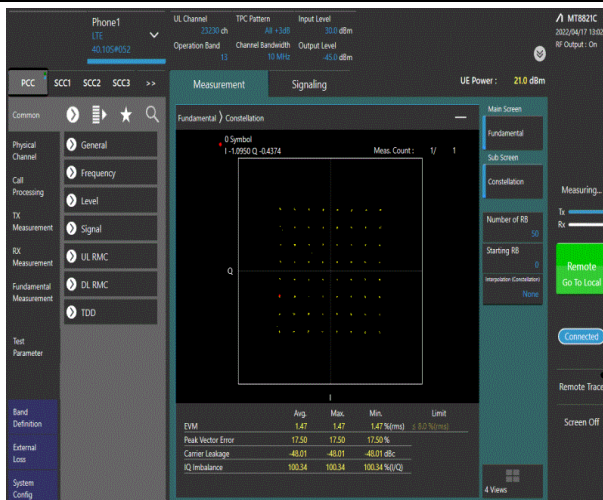 Phone1
LTE
40.105#052
UL Channel TPC Pattern Input Level
23230 ch All +3dB 30.0 dBm
Operation Band Channel Bandwidth Output Level
13 10 MHz -45.0 dBm
MT8821C
2022/04/17 13:02
RF Output : On
PCC SCC1 SCC2 SCC3 >>
Measurement Signaling
UE Power : 21.0 dBm
Common
Physical
Channel
Call
Processing
TX
Measurement
RX
Measurement
Fundamental
Measurement
Test
Parameter
Band
Definition
External
Loss
System
Config
General
Frequency
Level
Signal
UL RMC
DL RMC
TDD
Fundamental 〉 Constellation
0 Symbol
I -1.0950 Q -0.4374 Meas. Count : 1/ 1
Q
I
Avg. Max. Min. Limit
EVM 1.47 1.47 1.47 %(rms) ≤ 8.0 %(rms)
Peak Vector Error 17.50 17.50 17.50 %
Carrier Leakage -48.01 -48.01 -48.01 dBc
IQ Imbalance 100.34 100.34 100.34 %(I/Q)
Main Screen
Fundamental
Sub Screen
Constellation
Number of RB
50
Starting RB
0
Interpolation (Constellation)
None
4 Views
Measuring...
Tx
Rx
Remote
Go To Local
Connected
Remote Trace
Screen Off